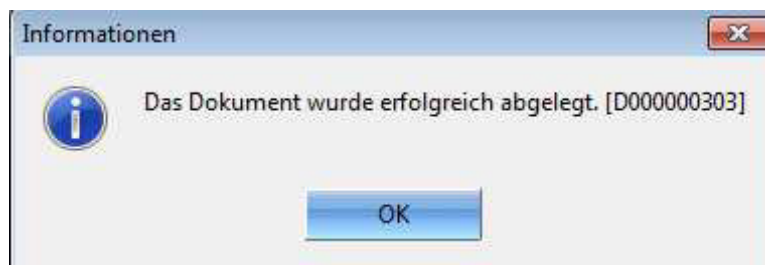 Informationen
Das Dokument wurde erfolgreich abgelegt. [D000000303]
OK